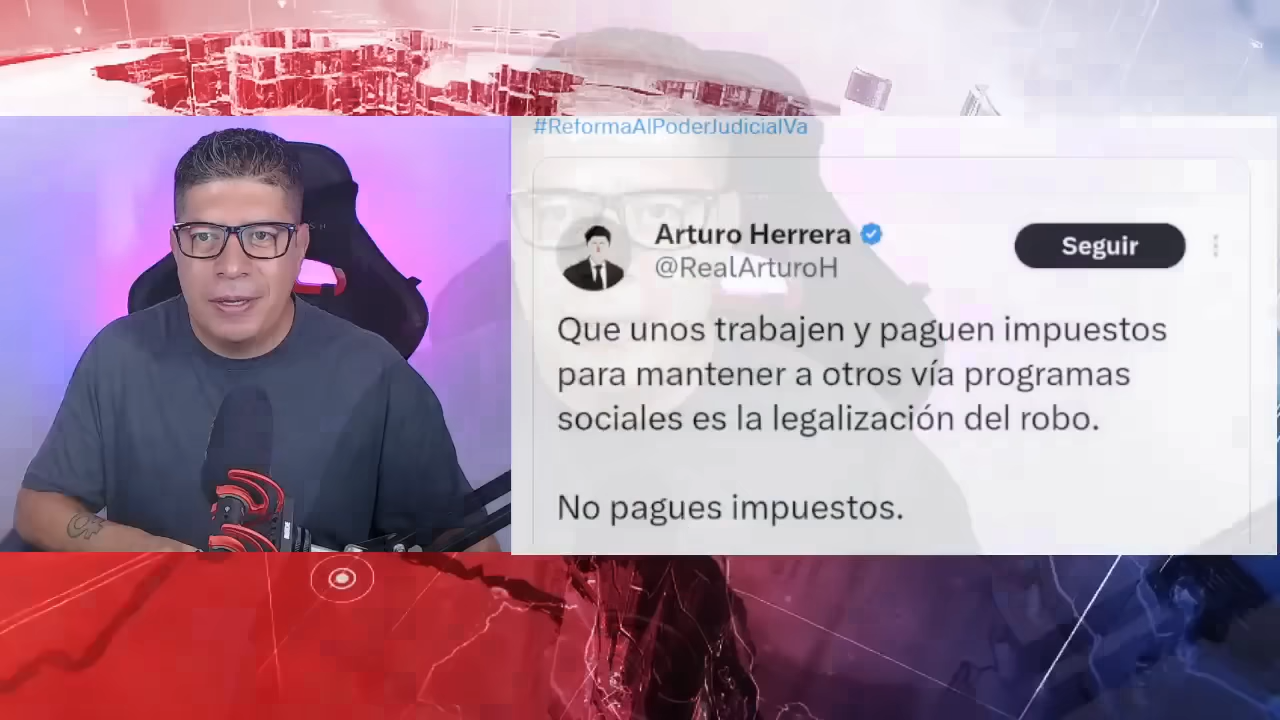 #ReformaAlPoderJudicialVa
Arturo Herrera
@RealArturoH
Seguir
Que unos trabajen y paguen impuestos
para mantener a otros vía programas
sociales es la legalización del robo.
No pagues impuestos.